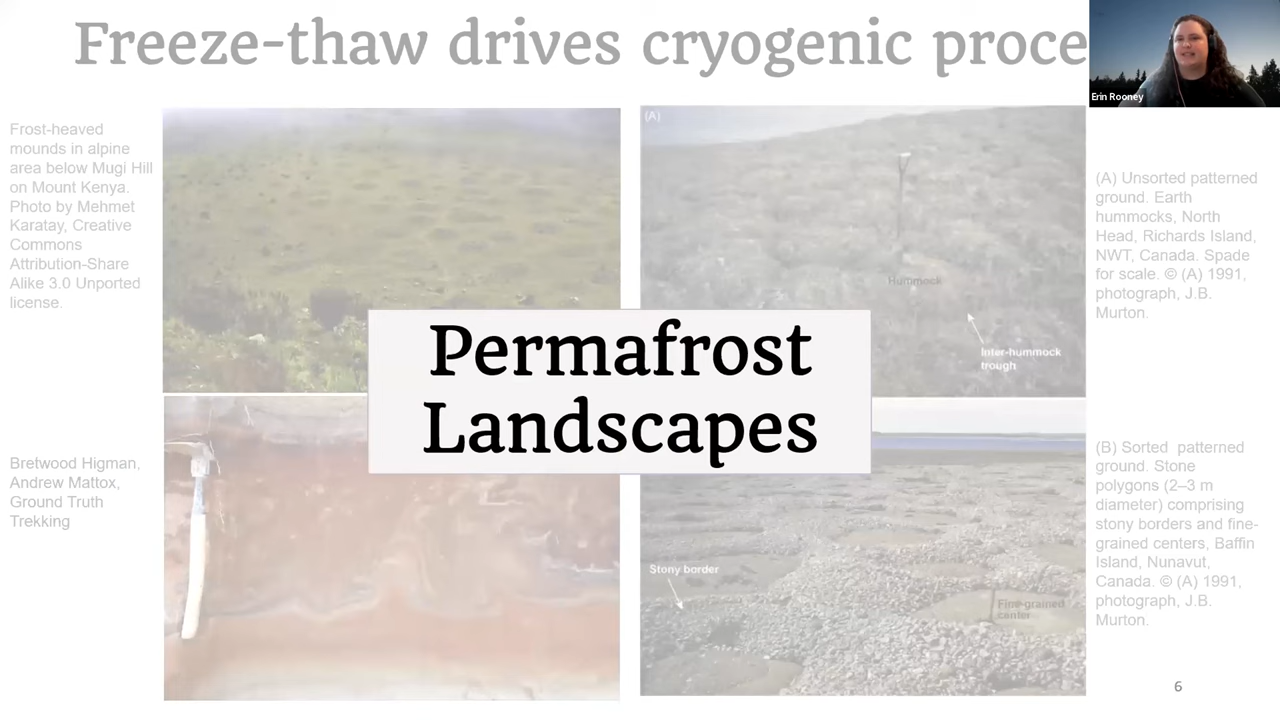 Freeze-thaw drives cryogenic proce
Erin Rooney
Frost-heaved
mounds in alpine
area below Mugi Hill
on Mount Kenya.
Photo by Mehmet
Karatay, Creative
Commons
Attribution-Share
Alike 3.0 Unported
license.
(A)
Hummock
Inter-hummock
trough
(A) Unsorted patterned
ground. Earth
hummocks, North
Head, Richards Island,
NWT, Canada. Spade
for scale. © (A) 1991,
photograph, J.B.
Murton.
Permafrost
Landscapes
Bretwood Higman,
Andrew Mattox,
Ground Truth
Trekking
Stony border
Fine-grained
center
(B) Sorted patterned
ground. Stone
polygons (2–3 m
diameter) comprising
stony borders and fine-
grained centers, Baffin
Island, Nunavut,
Canada. © (A) 1991,
photograph, J.B.
Murton.
6